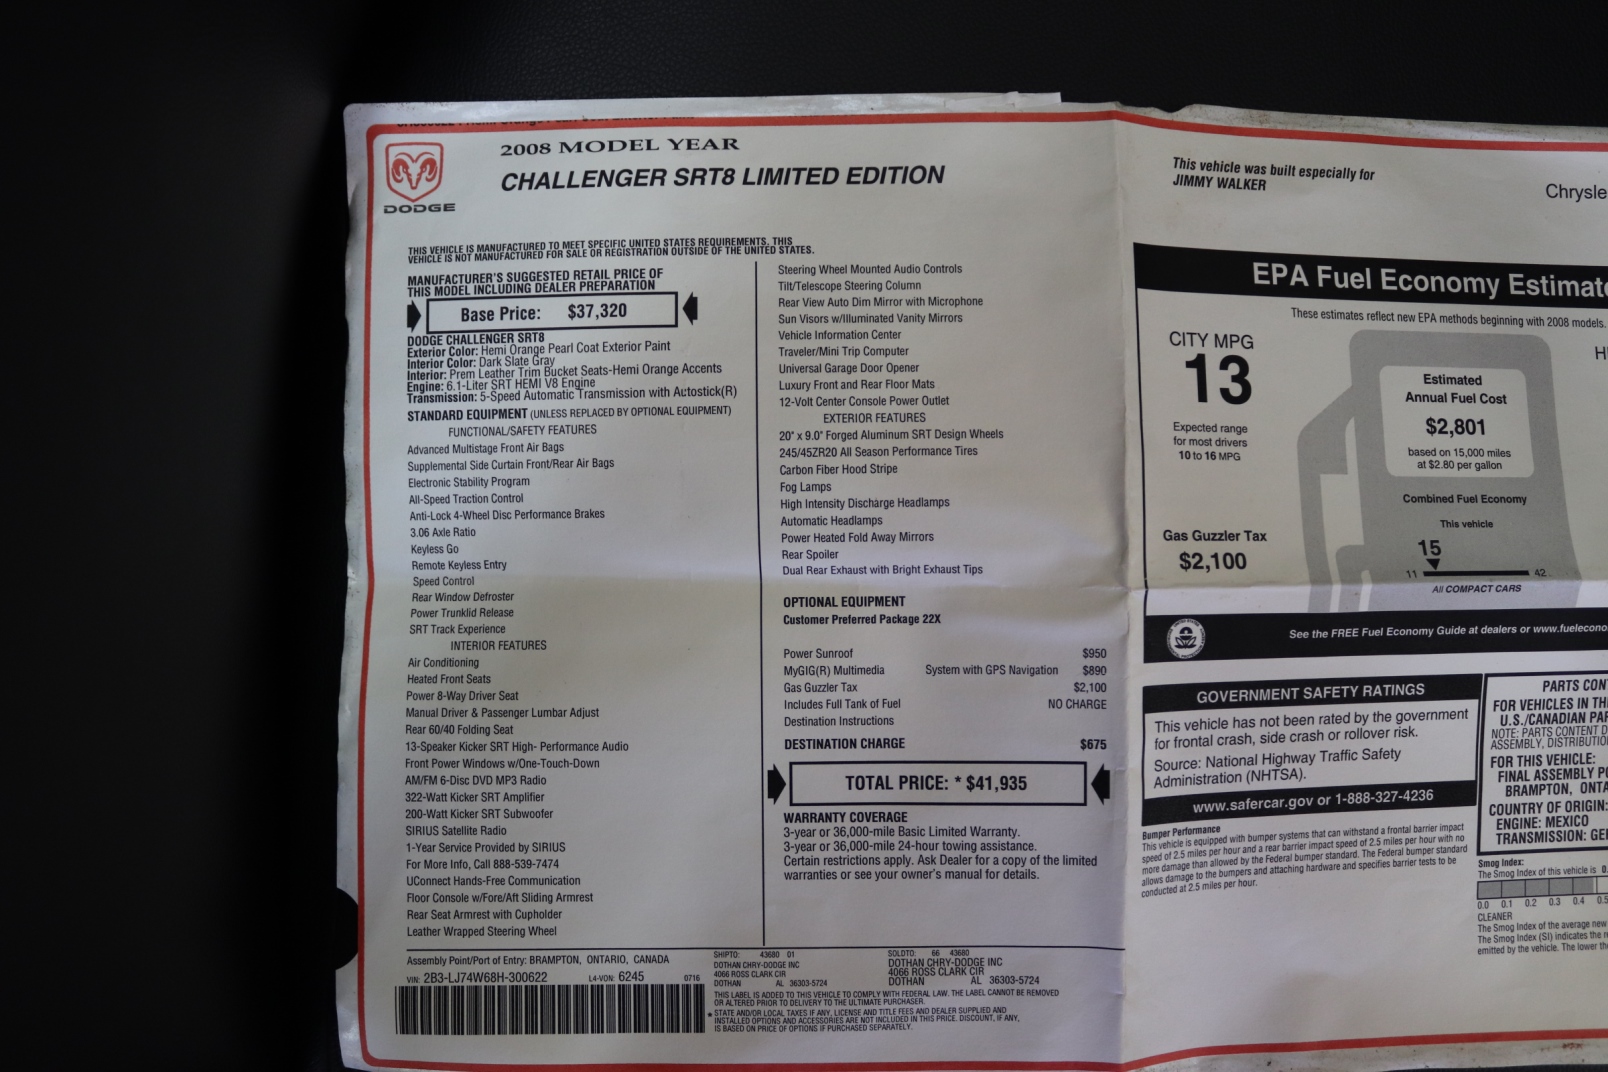 DODGE
2008 MODEL YEAR
CHALLENGER SRT8 LIMITED EDITION
THIS VEHICLE IS MANUFACTURED TO MEET SPECIFIC UNITED STATES REQUIREMENTS. THIS
VEHICLE IS NOT MANUFACTURED FOR SALE OR REGISTRATION OUTSIDE OF THE UNITED STATES.
MANUFACTURER'S SUGGESTED RETAIL PRICE OF
THIS MODEL INCLUDING DEALER PREPARATION
Base Price: $37,320
DODGE CHALLENGER SRT8
Exterior Color: Hemi Orange Pearl Coat Exterior Paint
Interior Color: Dark Slate Gray
Interior: Prem Leather Trim Bucket Seats-Hemi Orange Accents
Engine: 6.1-Liter SRT HEMI V8 Engine
Transmission: 5-Speed Automatic Transmission with Autostick(R)
STANDARD EQUIPMENT (UNLESS REPLACED BY OPTIONAL EQUIPMENT)
FUNCTIONAL/SAFETY FEATURES
Advanced Multistage Front Air Bags
Supplemental Side Curtain Front/Rear Air Bags
Electronic Stability Program
All-Speed Traction Control
Anti-Lock 4-Wheel Disc Performance Brakes
3.06 Axle Ratio
Keyless Go
Remote Keyless Entry
Speed Control
Rear Window Defroster
Power Trunklid Release
SRT Track Experience
INTERIOR FEATURES
Air Conditioning
Heated Front Seats
Power 8-Way Driver Seat
Manual Driver & Passenger Lumbar Adjust
Rear 60/40 Folding Seat
13-Speaker Kicker SRT High- Performance Audio
Front Power Windows w/One-Touch-Down
AM/FM 6-Disc DVD MP3 Radio
322-Watt Kicker SRT Amplifier
200-Watt Kicker SRT Subwoofer
SIRIUS Satellite Radio
1-Year Service Provided by SIRIUS
For More Info, Call 888-539-7474
UConnect Hands-Free Communication
Floor Console w/Fore/Aft Sliding Armrest
Rear Seat Armrest with Cupholder
Leather Wrapped Steering Wheel
Steering Wheel Mounted Audio Controls
Tilt/Telescope Steering Column
Rear View Auto Dim Mirror with Microphone
Sun Visors w/Illuminated Vanity Mirrors
Vehicle Information Center
Traveler/Mini Trip Computer
Universal Garage Door Opener
Luxury Front and Rear Floor Mats
12-Volt Center Console Power Outlet
EXTERIOR FEATURES
20" x 9.0" Forged Aluminum SRT Design Wheels
245/45ZR20 All Season Performance Tires
Carbon Fiber Hood Stripe
Fog Lamps
High Intensity Discharge Headlamps
Automatic Headlamps
Power Heated Fold Away Mirrors
Rear Spoiler
Dual Rear Exhaust with Bright Exhaust Tips
OPTIONAL EQUIPMENT
Customer Preferred Package 22X
Power Sunroof $950
MyGIG(R) Multimedia System with GPS Navigation $890
Gas Guzzler Tax $2,100
Includes Full Tank of Fuel NO CHARGE
Destination Instructions
DESTINATION CHARGE $675
TOTAL PRICE: * $41,935
WARRANTY COVERAGE
3-year or 36,000-mile Basic Limited Warranty.
3-year or 36,000-mile 24-hour towing assistance.
Certain restrictions apply. Ask Dealer for a copy of the limited
warranties or see your owner's manual for details.
Assembly Point/Port of Entry: BRAMPTON, ONTARIO, CANADA
VIN: 2B3-LJ74W68H-300622 L4-VON: 6245 0716
SHIPTO: 43680 01
DOTHAN CHRY-DODGE INC
4066 ROSS CLARK CIR
DOTHAN AL 36303-5724
SOLDTO: 66 43680
DOTHAN CHRY-DODGE INC
4066 ROSS CLARK CIR
DOTHAN AL 36303-5724
THIS LABEL IS ADDED TO THIS VEHICLE TO COMPLY WITH FEDERAL LAW. THE LABEL CANNOT BE REMOVED
OR ALTERED PRIOR TO DELIVERY TO THE ULTIMATE PURCHASER.
* STATE AND/OR LOCAL TAXES IF ANY, LICENSE AND TITLE FEES AND DEALER SUPPLIED AND
INSTALLED OPTIONS AND ACCESSORIES ARE NOT INCLUDED IN THIS PRICE. DISCOUNT, IF ANY,
IS BASED ON PRICE OF OPTIONS IF PURCHASED SEPARATELY.
This vehicle was built especially for
JIMMY WALKER
Chrysle
EPA Fuel Economy Estimat
These estimates reflect new EPA methods beginning with 2008 models.
CITY MPG
13
Expected range
for most drivers
10 to 16 MPG
Gas Guzzler Tax
$2,100
Estimated
Annual Fuel Cost
$2,801
based on 15,000 miles
at $2.80 per gallon
Combined Fuel Economy
This vehicle
15
11 42
All COMPACT CARS
H
See the FREE Fuel Economy Guide at dealers or www.fuelecono
GOVERNMENT SAFETY RATINGS
This vehicle has not been rated by the government
for frontal crash, side crash or rollover risk.
Source: National Highway Traffic Safety
Administration (NHTSA).
www.safercar.gov or 1-888-327-4236
Bumper Performance
This vehicle is equipped with bumper systems that can withstand a frontal barrier impact
speed of 2.5 miles per hour and a rear barrier impact speed of 2.5 miles per hour with no
more damage than allowed by the Federal bumper standard. The Federal bumper standard
allows damage to the bumpers and attaching hardware and specifies barrier tests to be
conducted at 2.5 miles per hour.
PARTS CON
FOR VEHICLES IN TH
U.S./CANADIAN PA
NOTE: PARTS CONTENT D
ASSEMBLY, DISTRIBUTIO
FOR THIS VEHICLE:
FINAL ASSEMBLY PO
BRAMPTON, ONTA
COUNTRY OF ORIGIN:
ENGINE: MEXICO
TRANSMISSION: GE
Smog Index:
The Smog Index of this vehicle is 0.
0.0 0.1 0.2 0.3 0.4 0.5
CLEANER
The Smog Index of the average new
The Smog Index (SI) indicates the r
emitted by the vehicle. The lower th